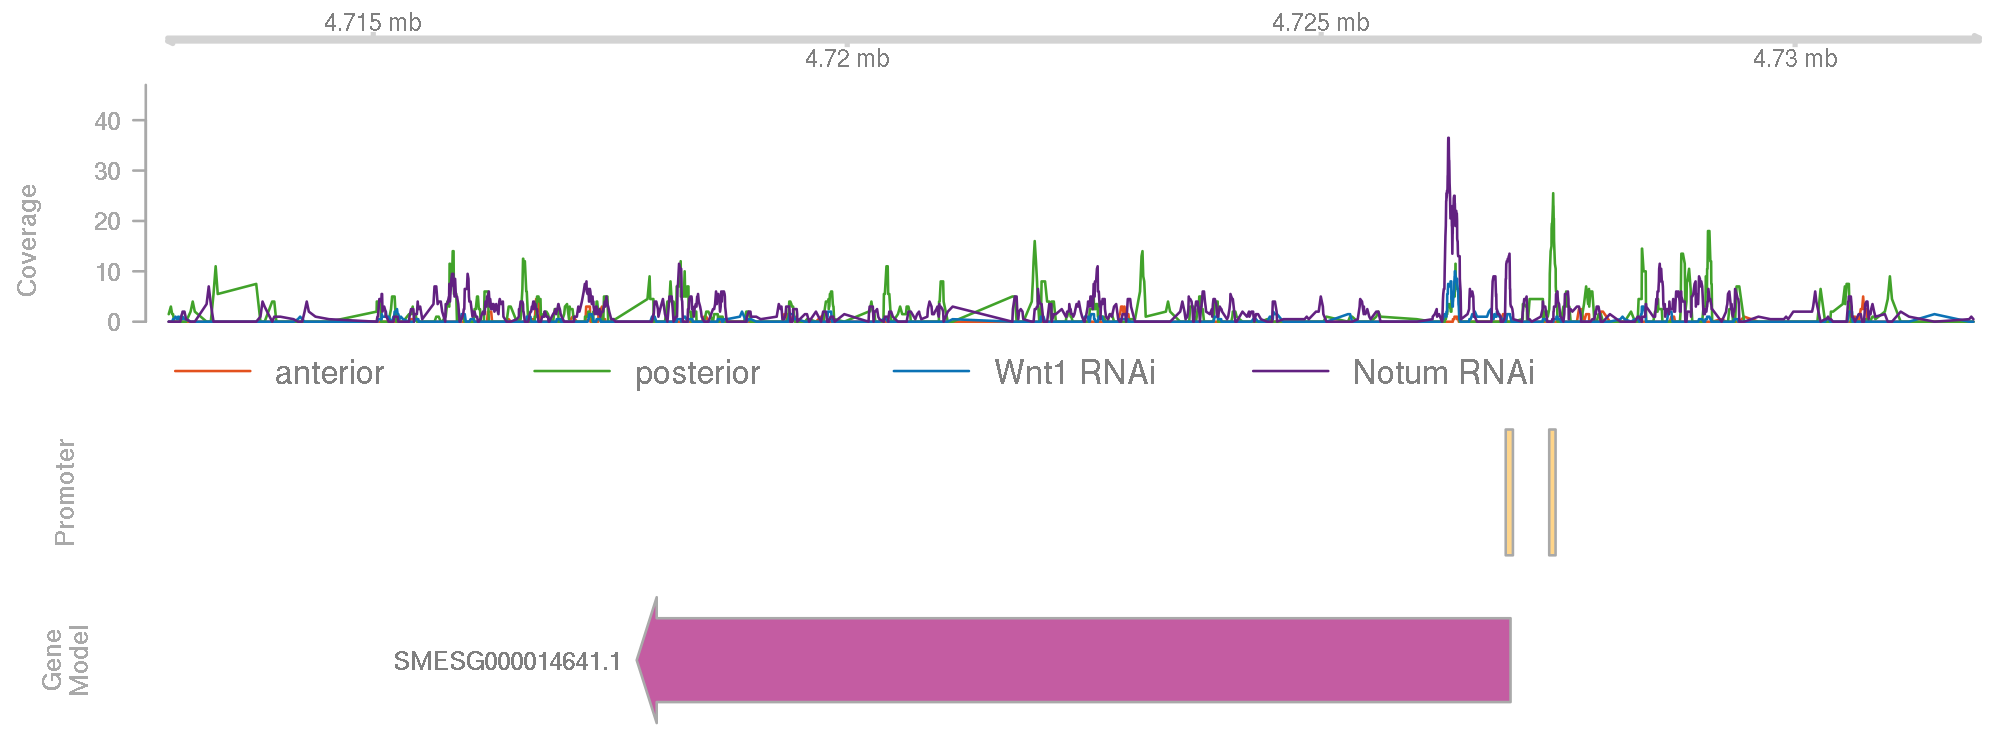 4.715 mb
4.725 mb
4.72 mb
4.73 mb
Coverage
40
30
20
10
0
anterior
posterior
Wnt1 RNAi
Notum RNAi
Promoter
Gene
Model
SMESG000014641.1